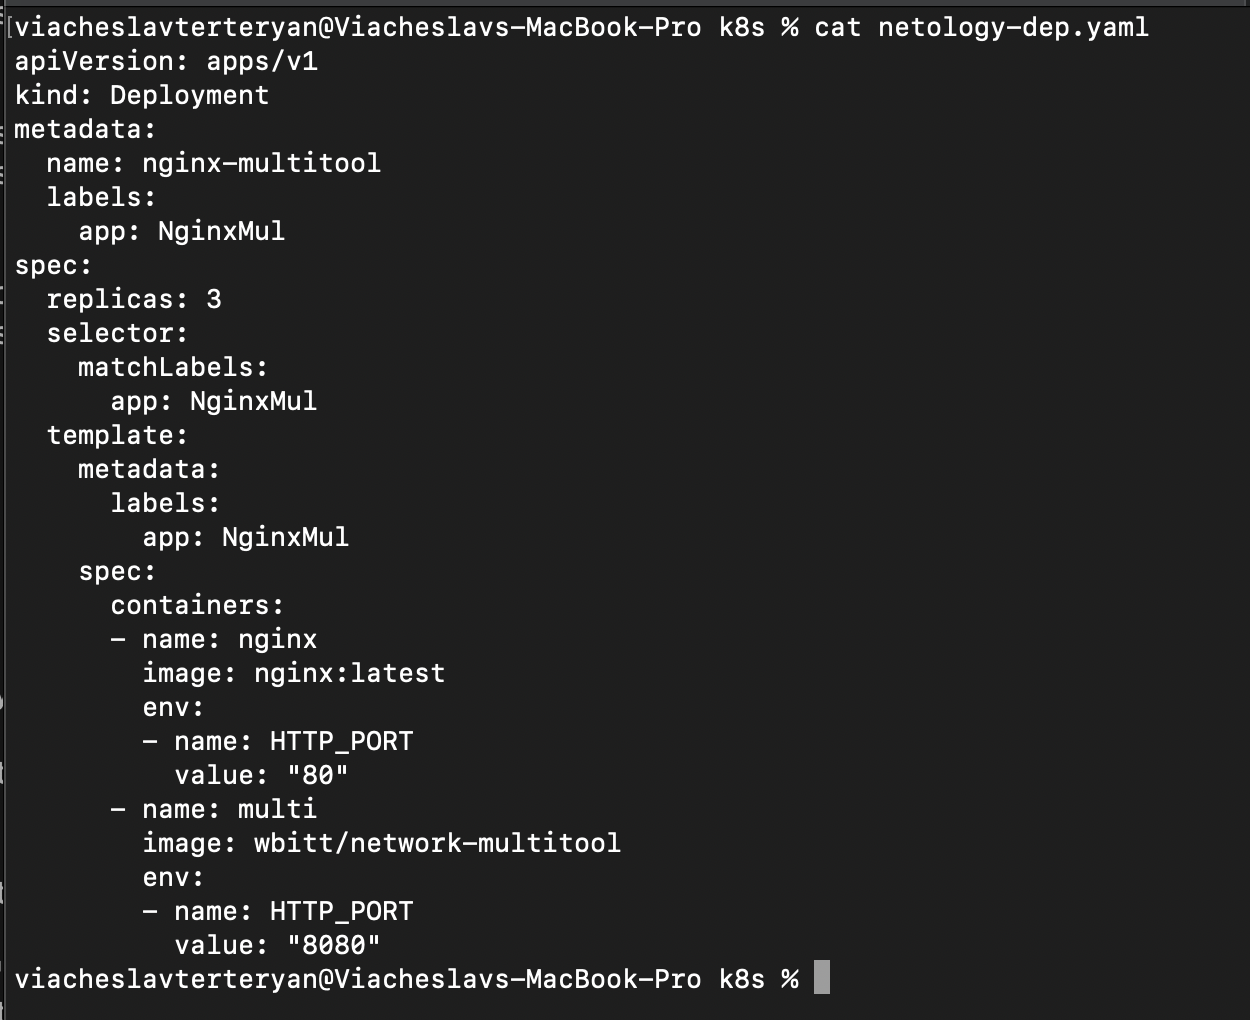 [viacheslavterteryan@Viacheslavs-MacBook-Pro k8s % cat netology-dep.yaml
apiVersion: apps/v1
kind: Deployment
metadata:
  name: nginx-multitool
  labels:
    app: NginxMul
spec:
  replicas: 3
  selector:
    matchLabels:
      app: NginxMul
  template:
    metadata:
      labels:
        app: NginxMul
    spec:
      containers:
      - name: nginx
        image: nginx:latest
        env:
        - name: HTTP_PORT
          value: "80"
      - name: multi
        image: wbitt/network-multitool
        env:
        - name: HTTP_PORT
          value: "8080"
viacheslavterteryan@Viacheslavs-MacBook-Pro k8s %